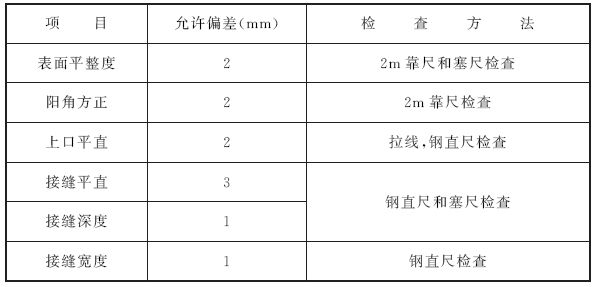 项 目 允许偏差(mm) 检 查 方 法
表面平整度 2 2m 靠尺和塞尺检查
阳角方正 2 2m 靠尺检查
上口平直 2 拉线,钢直尺检查
接缝平直 3
钢直尺和塞尺检查
接缝深度 1
接缝宽度 1 钢直尺检查